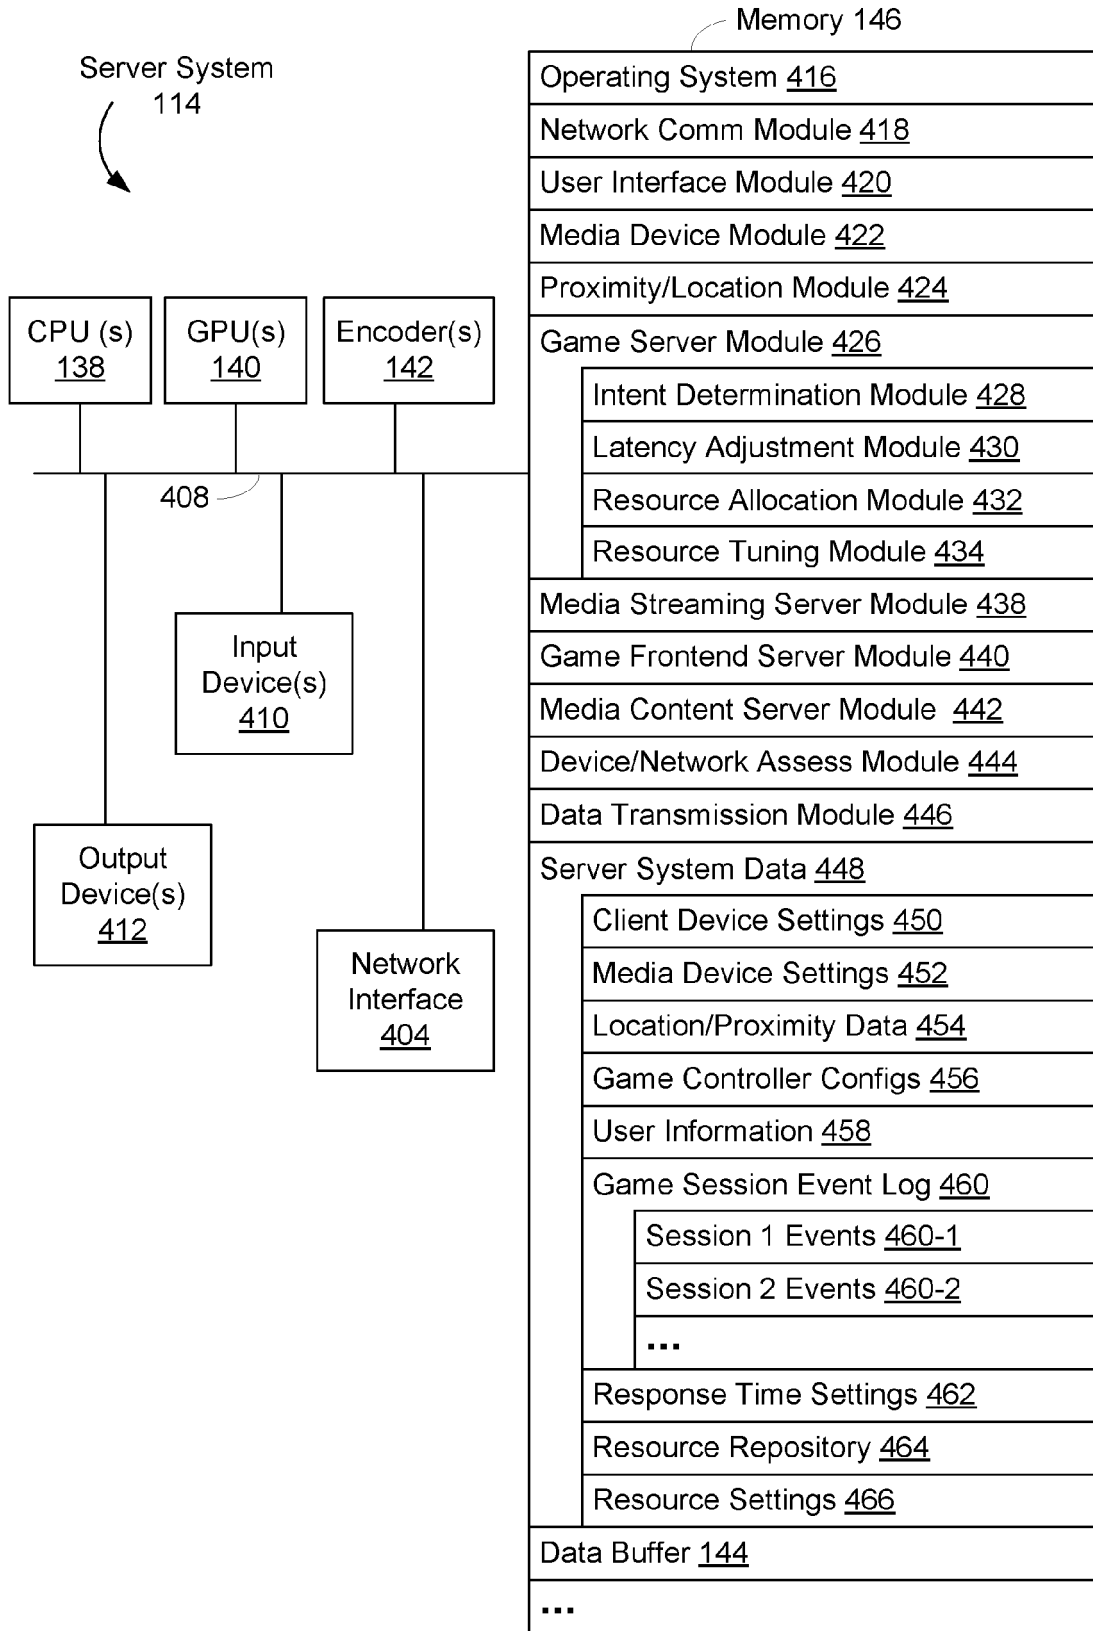 Memory 146
Server System
114
Operating System 416
Network Comm Module 418
User Interface Module 420
Media Device Module 422
Proximity/Location Module 424
Game Server Module 426
Intent Determination Module 428
Latency Adjustment Module 430
Resource Allocation Module 432
Resource Tuning Module 434
Media Streaming Server Module 438
Game Frontend Server Module 440
Media Content Server Module 442
Device/Network Assess Module 444
Data Transmission Module 446
Server System Data 448
Client Device Settings 450
Media Device Settings 452
Location/Proximity Data 454
Game Controller Configs 456
User Information 458
Game Session Event Log 460
Session 1 Events 460-1
Session 2 Events 460-2
...
Response Time Settings 462
Resource Repository 464
Resource Settings 466
Data Buffer 144
...
CPU (s)
138
GPU(s)
140
Encoder(s)
142
408
Input
Device(s)
410
Output
Device(s)
412
Network
Interface
404